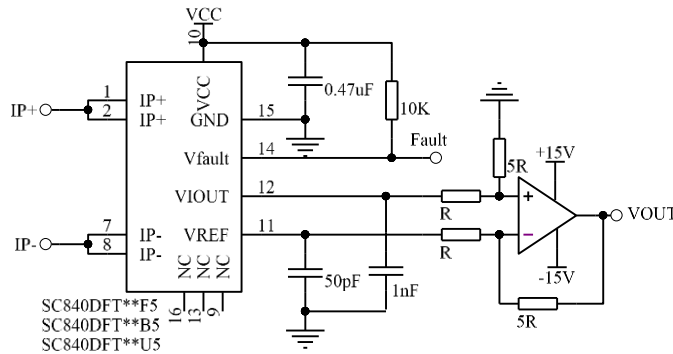 VCC
10
VCC
1
IP+
IP+
2
IP+
GND
15
0.47uF
10K
Vfault
14
Fault
5R
+15V
VIOUT
12
R
+
VOUT
7
IP-
IP-
8
IP-
VREF
11
R
-
-15V
NC
NC
NC
50pF
1nF
5R
16
13
9
SC840DFT**F5
SC840DFT**B5
SC840DFT**U5